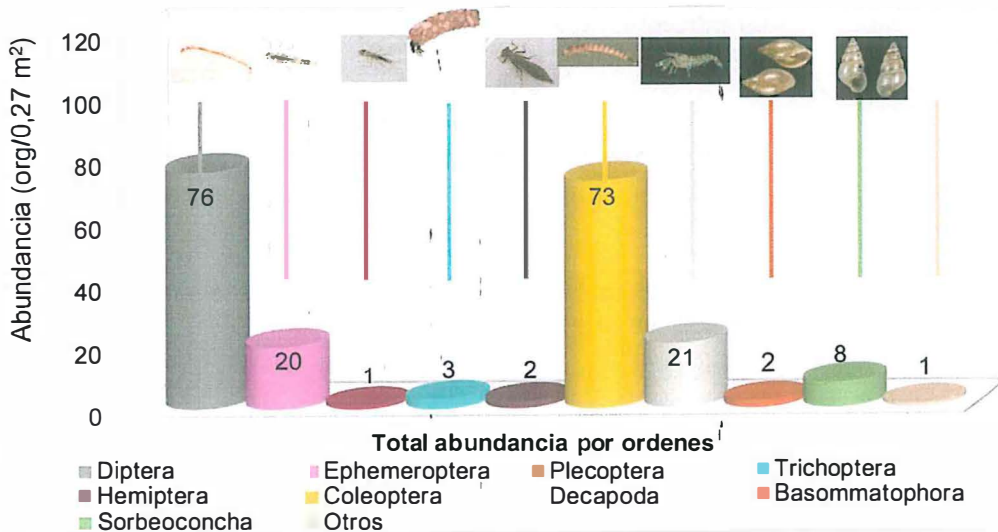 Abundancia (org/0,27 m²)
120
100
80
60
40
20
0
76
20
1
3
2
73
21
2
8
1
Total abundancia por ordenes
Diptera
Ephemeroptera
Plecoptera
Trichoptera
Hemiptera
Coleoptera
Decapoda
Basommatophora
Sorbeoconcha
Otros